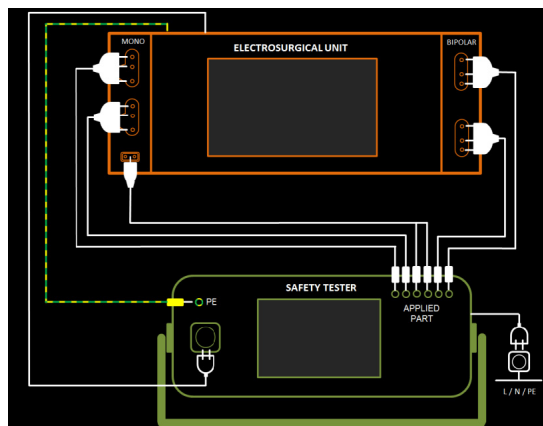 MONO
ELECTROSURGICAL UNIT
BIPOLAR
SAFETY TESTER
PE
APPLIED
PART
L / N / PE